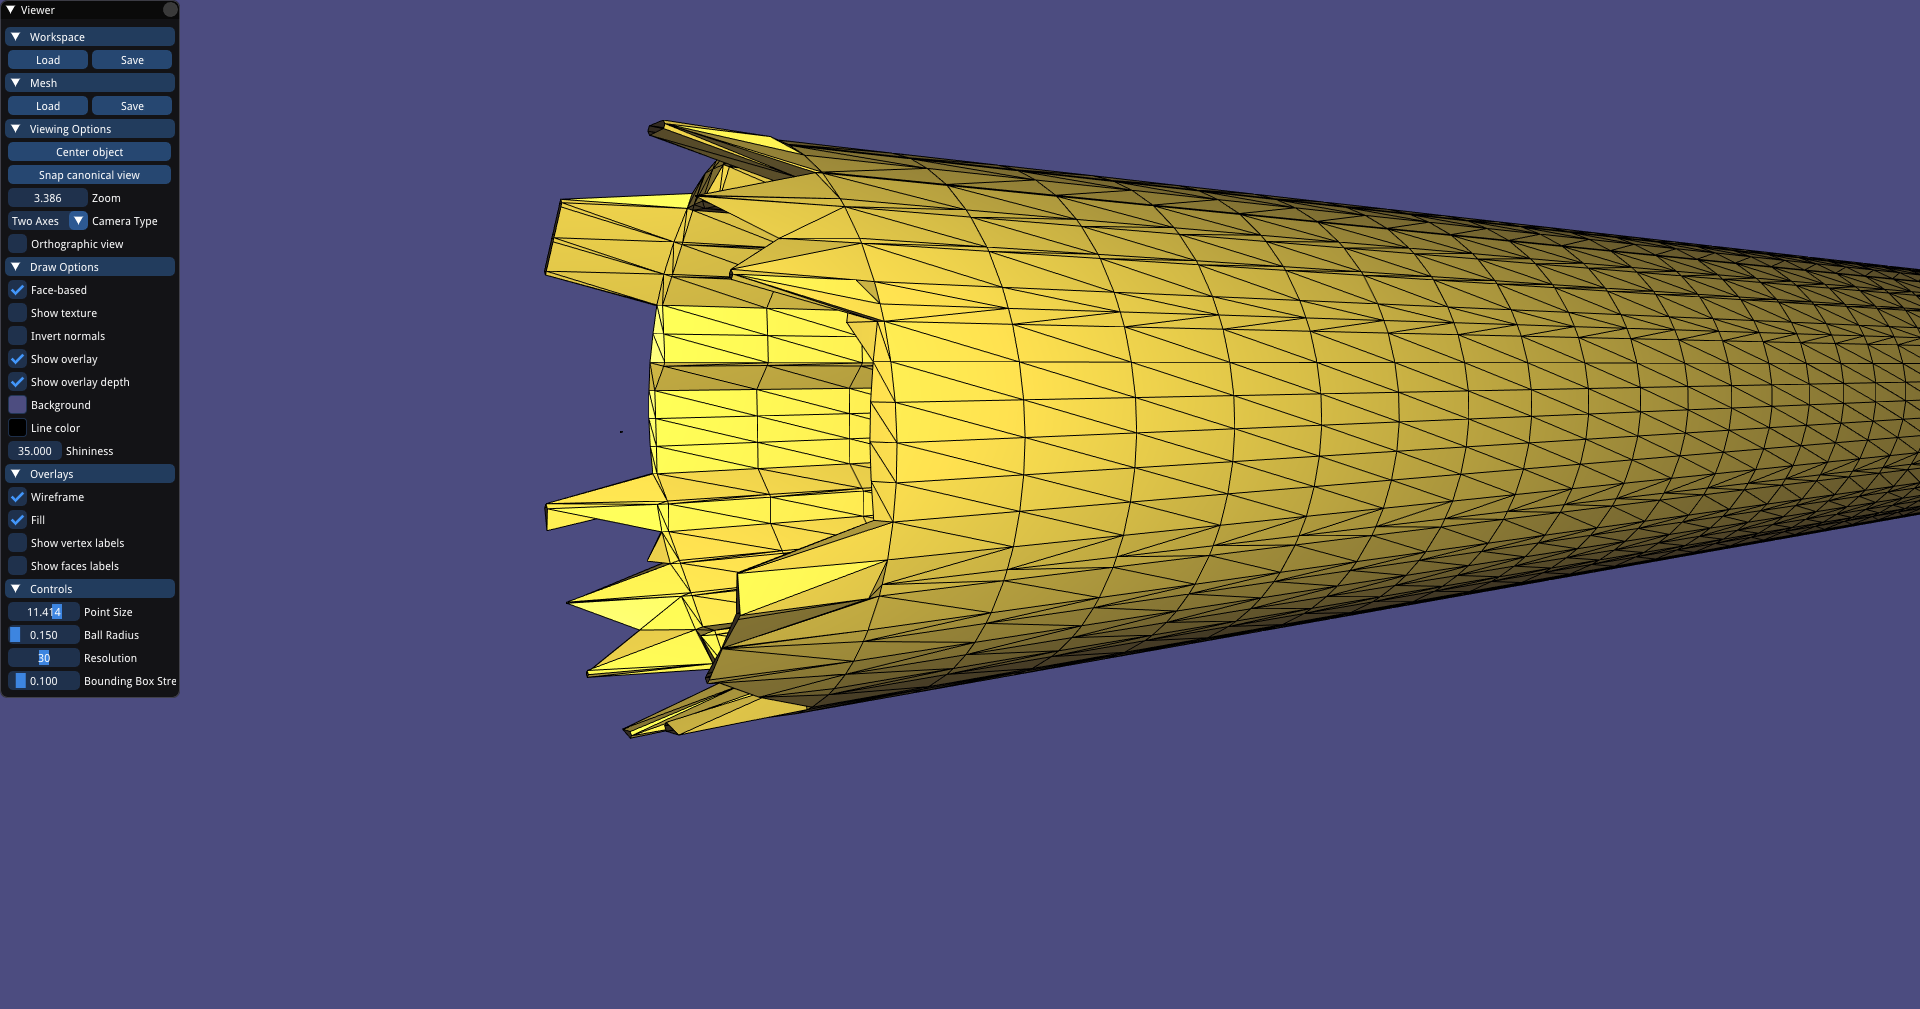 Viewer
Workspace
Load Save
Mesh
Load Save
Viewing Options
Center object
Snap canonical view
3.386 Zoom
Two Axes Camera Type
Orthographic view
Draw Options
Face-based
Show texture
Invert normals
Show overlay
Show overlay depth
Background
Line color
35.000 Shininess
Overlays
Wireframe
Fill
Show vertex labels
Show faces labels
Controls
11.414 Point Size
0.150 Ball Radius
30 Resolution
0.100 Bounding Box Stre